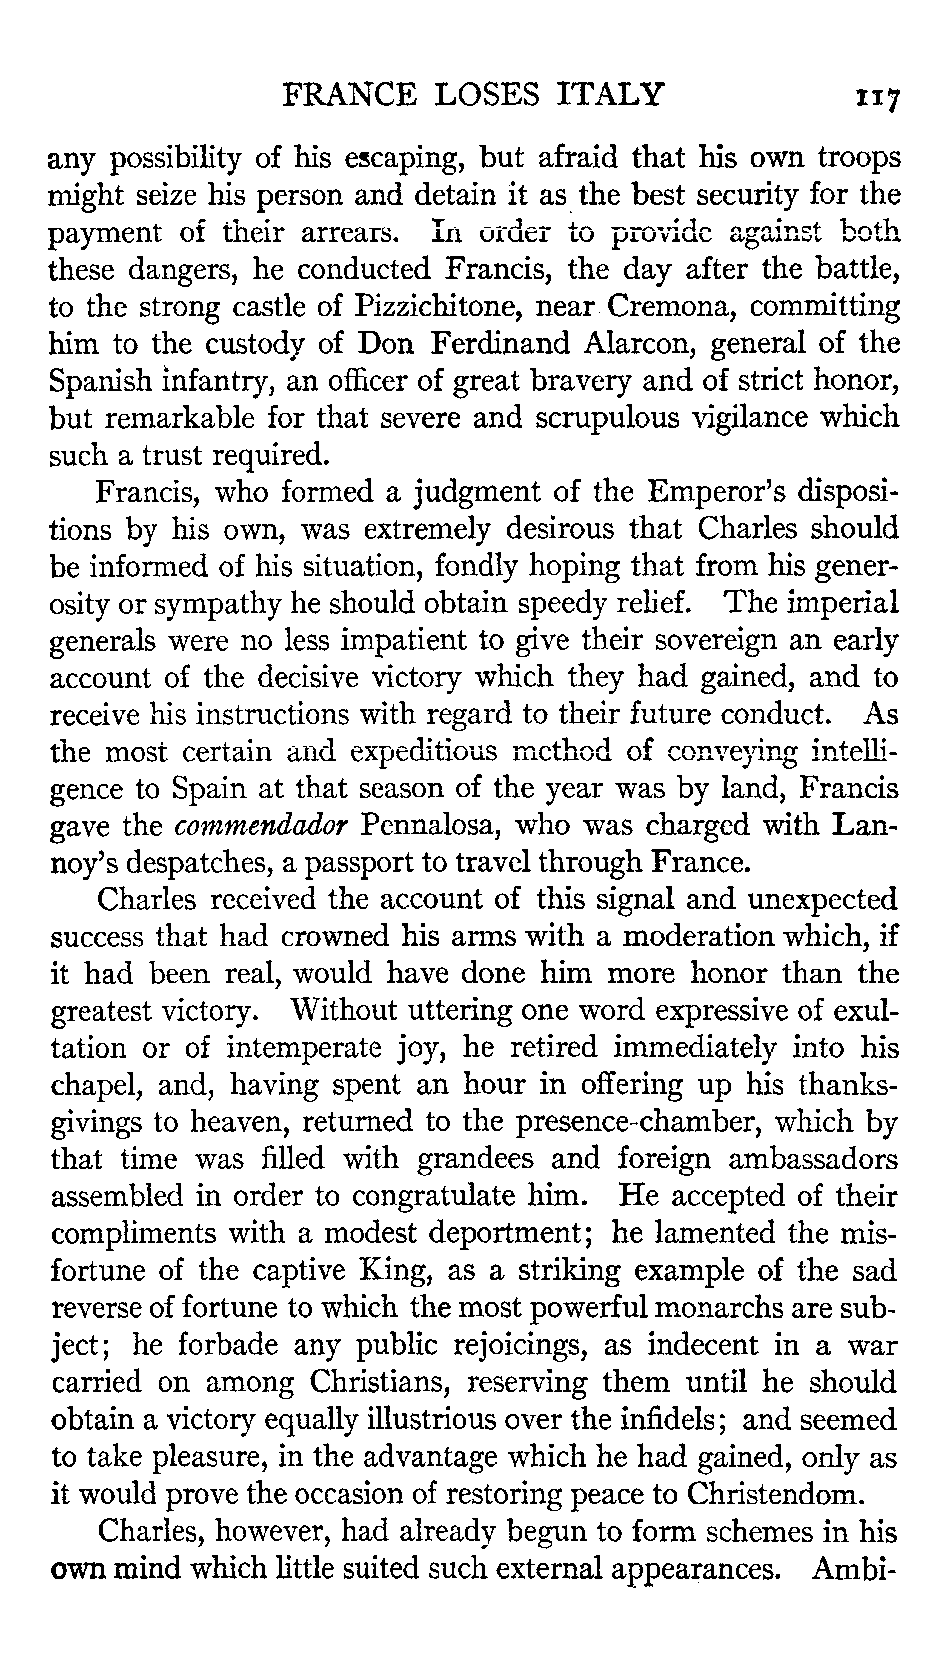 FRANCE LOSES ITALY 117
any possibility of his escaping, but afraid that his own troops
might seize his person and detain it as the best security for the
payment of their arrears. In order to provide against both
these dangers, he conducted Francis, the day after the battle,
to the strong castle of Pizzichitone, near Cremona, committing
him to the custody of Don Ferdinand Alarcon, general of the
Spanish infantry, an officer of great bravery and of strict honor,
but remarkable for that severe and scrupulous vigilance which
such a trust required.
Francis, who formed a judgment of the Emperor's disposi-
tions by his own, was extremely desirous that Charles should
be informed of his situation, fondly hoping that from his gener-
osity or sympathy he should obtain speedy relief. The imperial
generals were no less impatient to give their sovereign an early
account of the decisive victory which they had gained, and to
receive his instructions with regard to their future conduct. As
the most certain and expeditious method of conveying intelli-
gence to Spain at that season of the year was by land, Francis
gave the commendador Pennalosa, who was charged with Lan-
noy's despatches, a passport to travel through France.
Charles received the account of this signal and unexpected
success that had crowned his arms with a moderation which, if
it had been real, would have done him more honor than the
greatest victory. Without uttering one word expressive of exul-
tation or of intemperate joy, he retired immediately into his
chapel, and, having spent an hour in offering up his thanks-
givings to heaven, returned to the presence-chamber, which by
that time was filled with grandees and foreign ambassadors
assembled in order to congratulate him. He accepted of their
compliments with a modest deportment; he lamented the mis-
fortune of the captive King, as a striking example of the sad
reverse of fortune to which the most powerful monarchs are sub-
ject; he forbade any public rejoicings, as indecent in a war
carried on among Christians, reserving them until he should
obtain a victory equally illustrious over the infidels; and seemed
to take pleasure, in the advantage which he had gained, only as
it would prove the occasion of restoring peace to Christendom.
Charles, however, had already begun to form schemes in his
own mind which little suited such external appearances. Ambi-